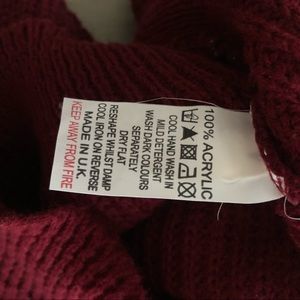 100% ACRYLIC
COOL HAND WASH IN
MILD DETERGENT
WASH DARK COLOURS
SEPARATELY
DRY FLAT
RESHAPE WHILST DAMP
COOL IRON ON REVERSE
MADE IN U.K.
KEEP AWAY FROM FIRE